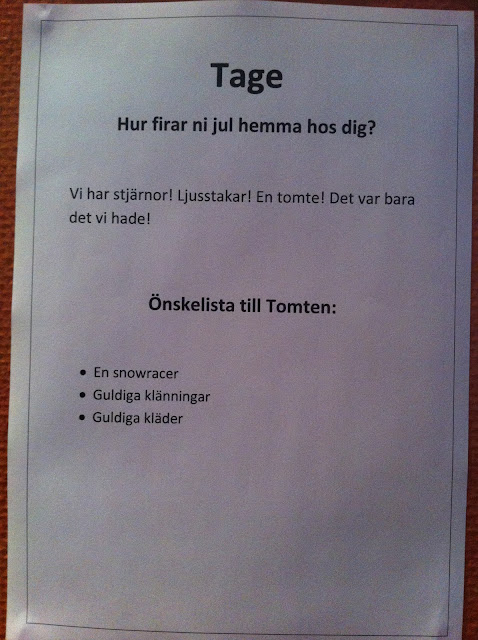 Tage
Hur firar ni jul hemma hos dig?
Vi har stjärnor! Ljusstakar! En tomte! Det var bara
det vi hade!
Önskelista till Tomten:
• En snowracer
• Guldiga klänningar
• Guldiga kläder